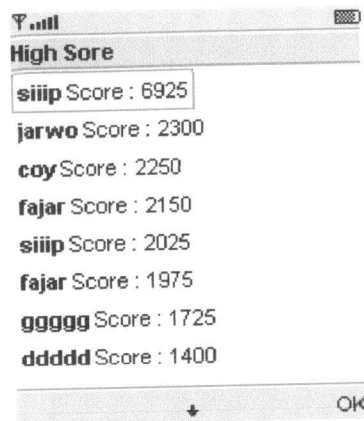 High Sore
siiip Score : 6925
jarwo Score : 2300
coy Score : 2250
fajar Score : 2150
siiip Score : 2025
fajar Score : 1975
ggggg Score : 1725
ddddd Score : 1400
OK